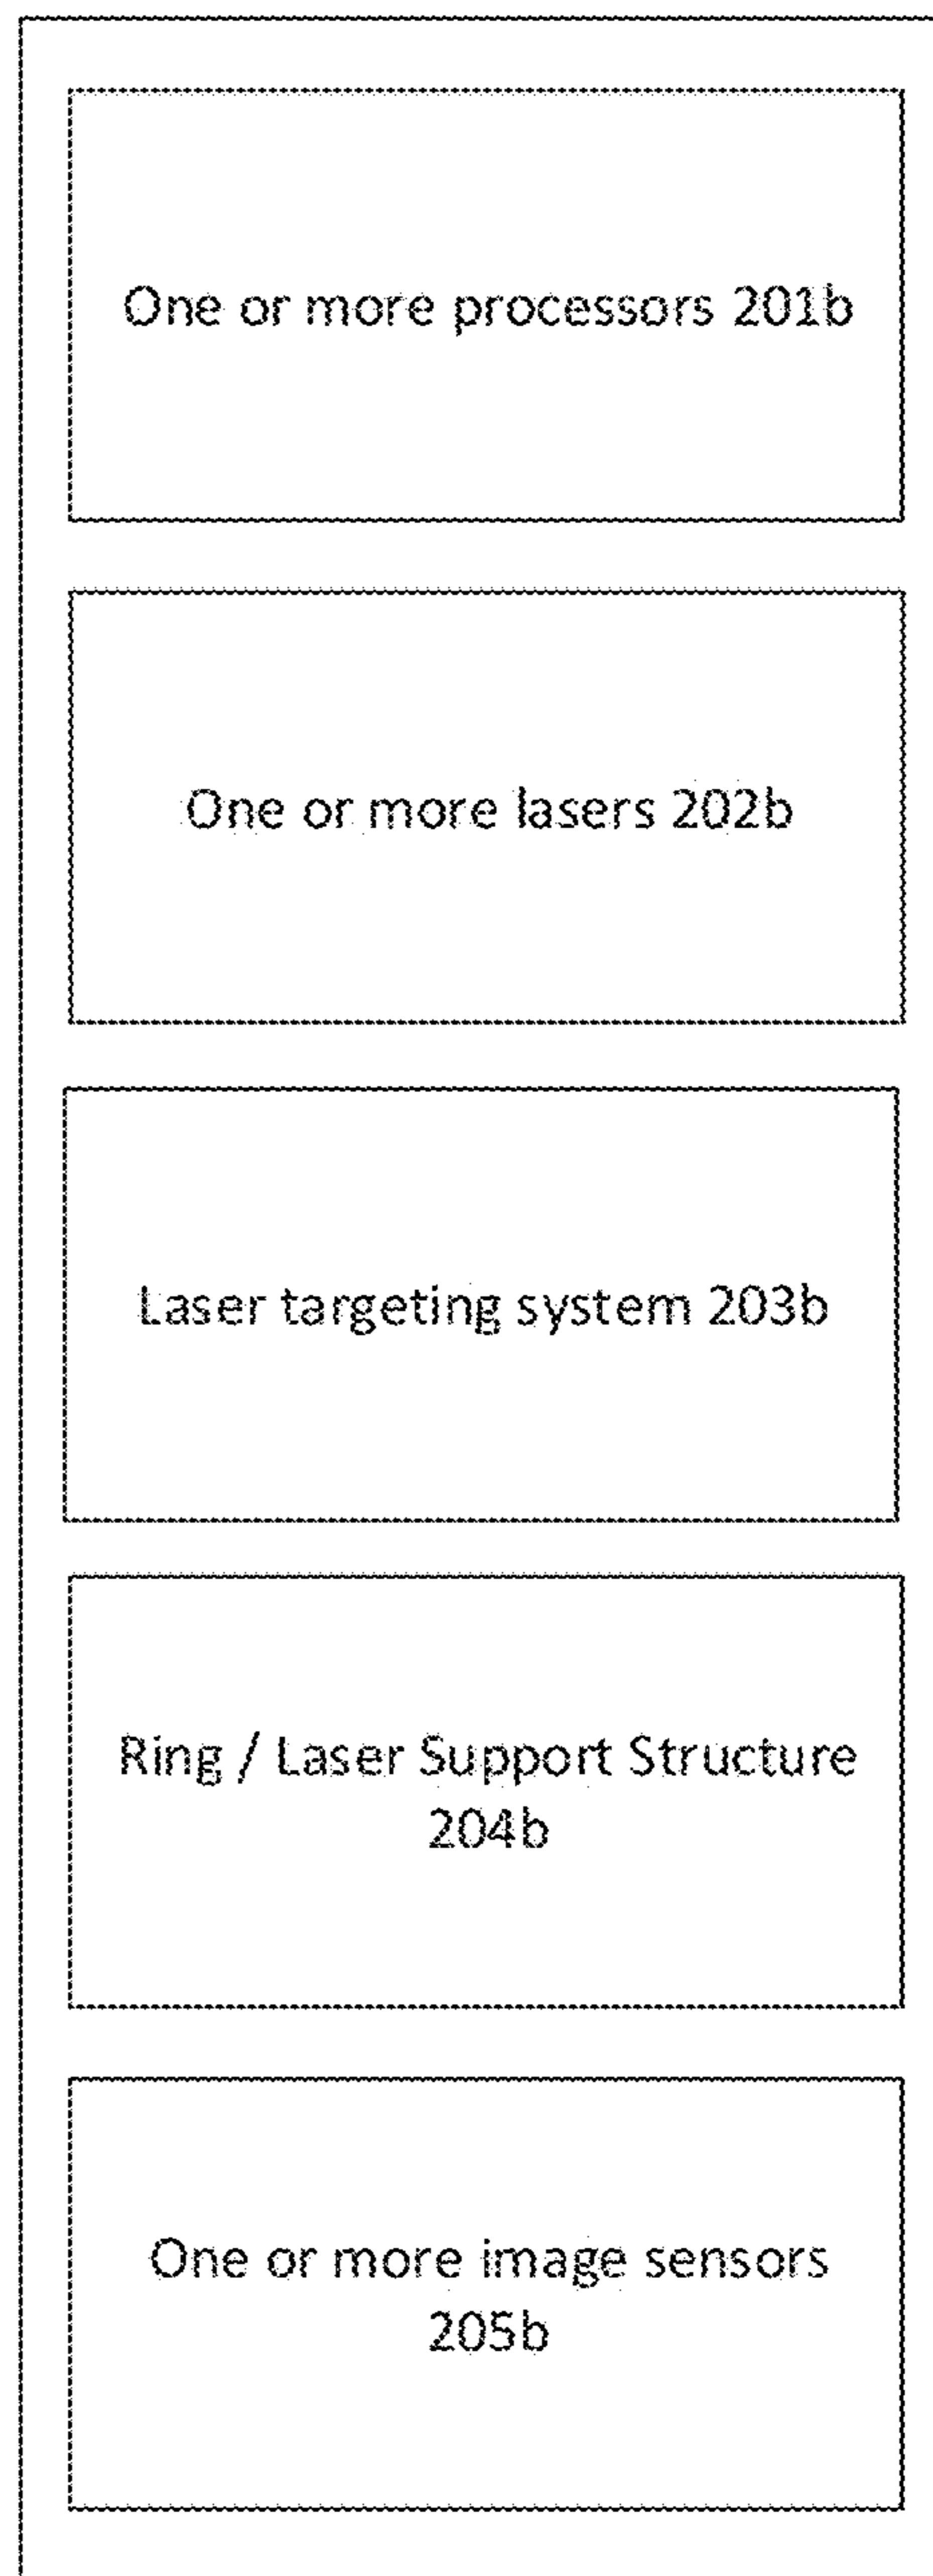 One or more processors 201b
One or more lasers 202b
Laser targeting system 203b
Ring / Laser Support Structure
204b
One or more image sensors
205b